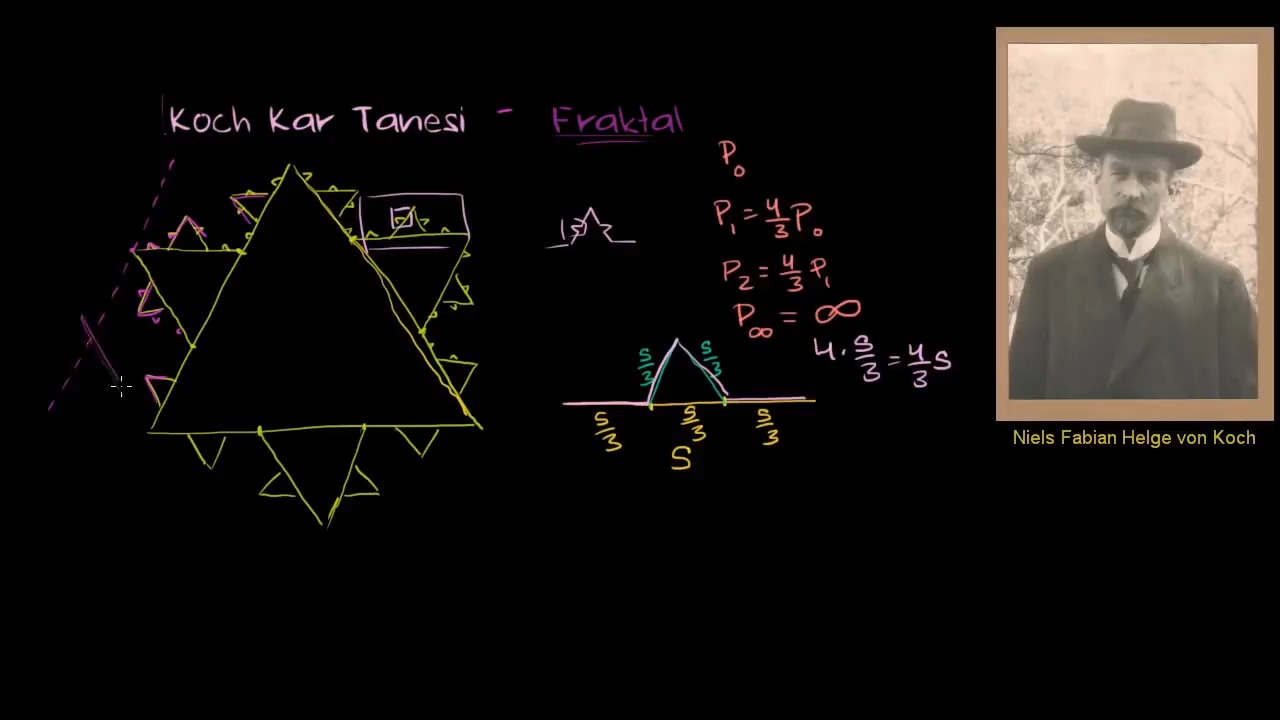 Koch Kar Tanesi - Fraktal
P₀
P₁ = 4/3 P₀
P₂ = 4/3 P₁
P∞ = ∞
4 · s/3 = 4/3 s
s/3 s/3
s/3 s/3 s/3
S
Niels Fabian Helge von Koch